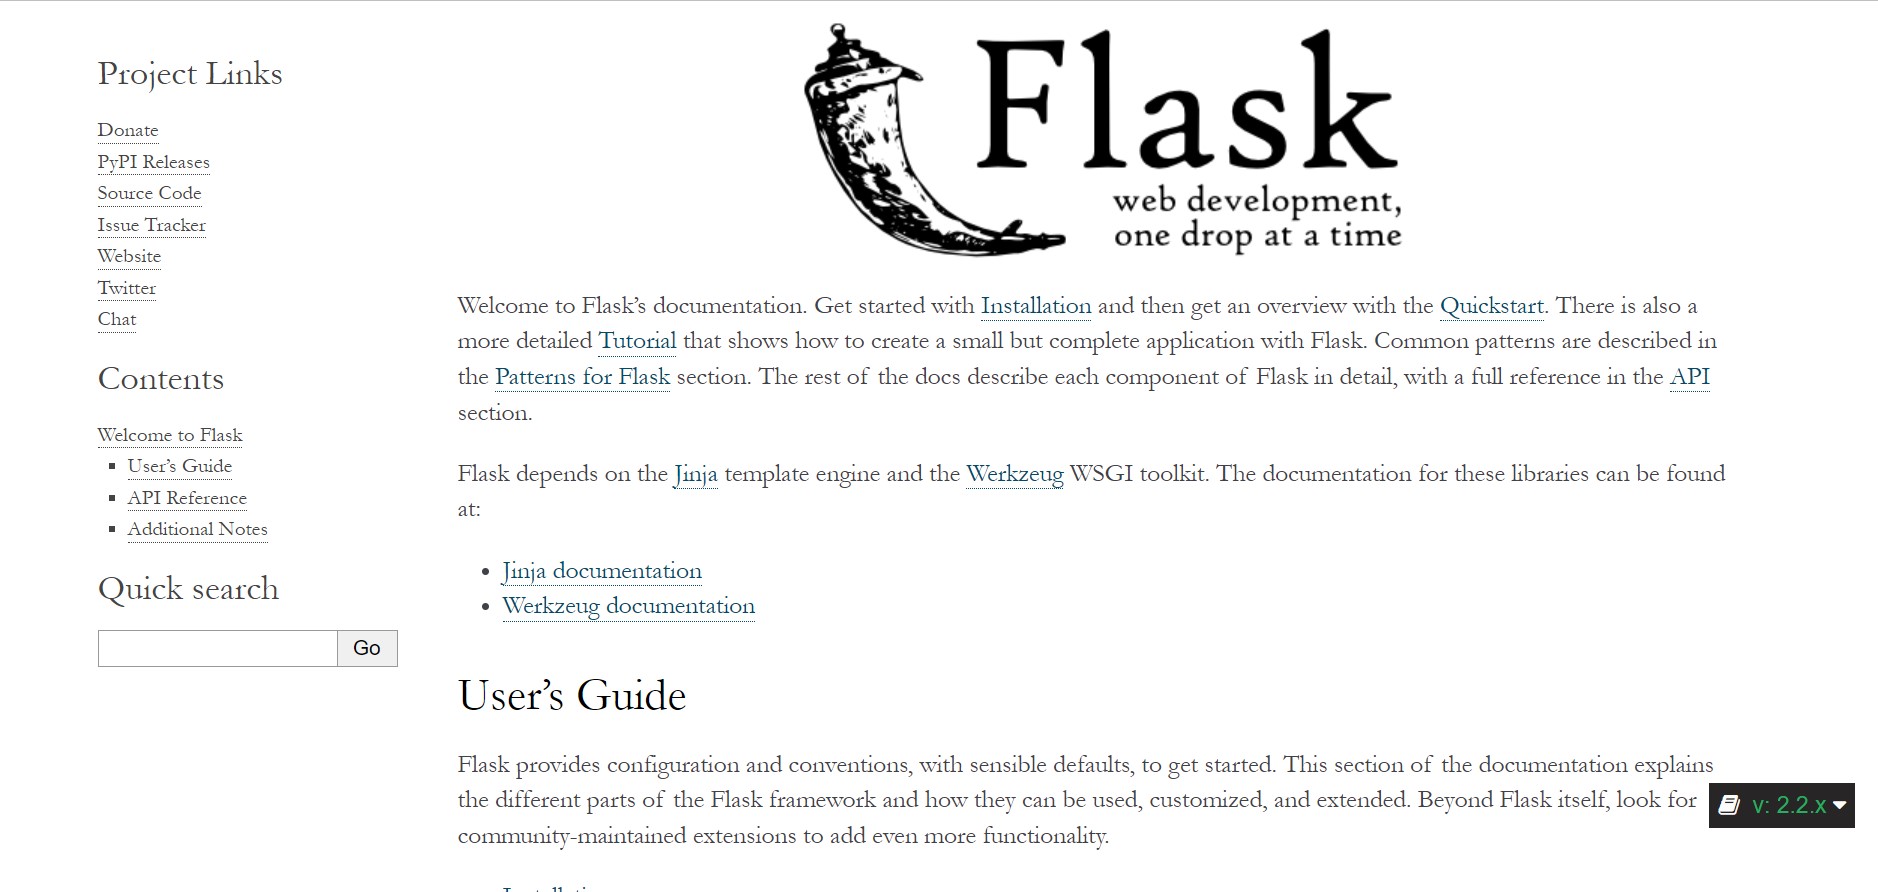 Project Links
Donate
PyPI Releases
Source Code
Issue Tracker
Website
Twitter
Chat
Contents
Welcome to Flask
User’s Guide
API Reference
Additional Notes
Quick search
Go
Flask
web development,
one drop at a time
Welcome to Flask’s documentation. Get started with Installation and then get an overview with the Quickstart. There is also a
more detailed Tutorial that shows how to create a small but complete application with Flask. Common patterns are described in
the Patterns for Flask section. The rest of the docs describe each component of Flask in detail, with a full reference in the API
section.
Flask depends on the Jinja template engine and the Werkzeug WSGI toolkit. The documentation for these libraries can be found
at:
Jinja documentation
Werkzeug documentation
User’s Guide
Flask provides configuration and conventions, with sensible defaults, to get started. This section of the documentation explains
the different parts of the Flask framework and how they can be used, customized, and extended. Beyond Flask itself, look for
community-maintained extensions to add even more functionality.
v: 2.2.x